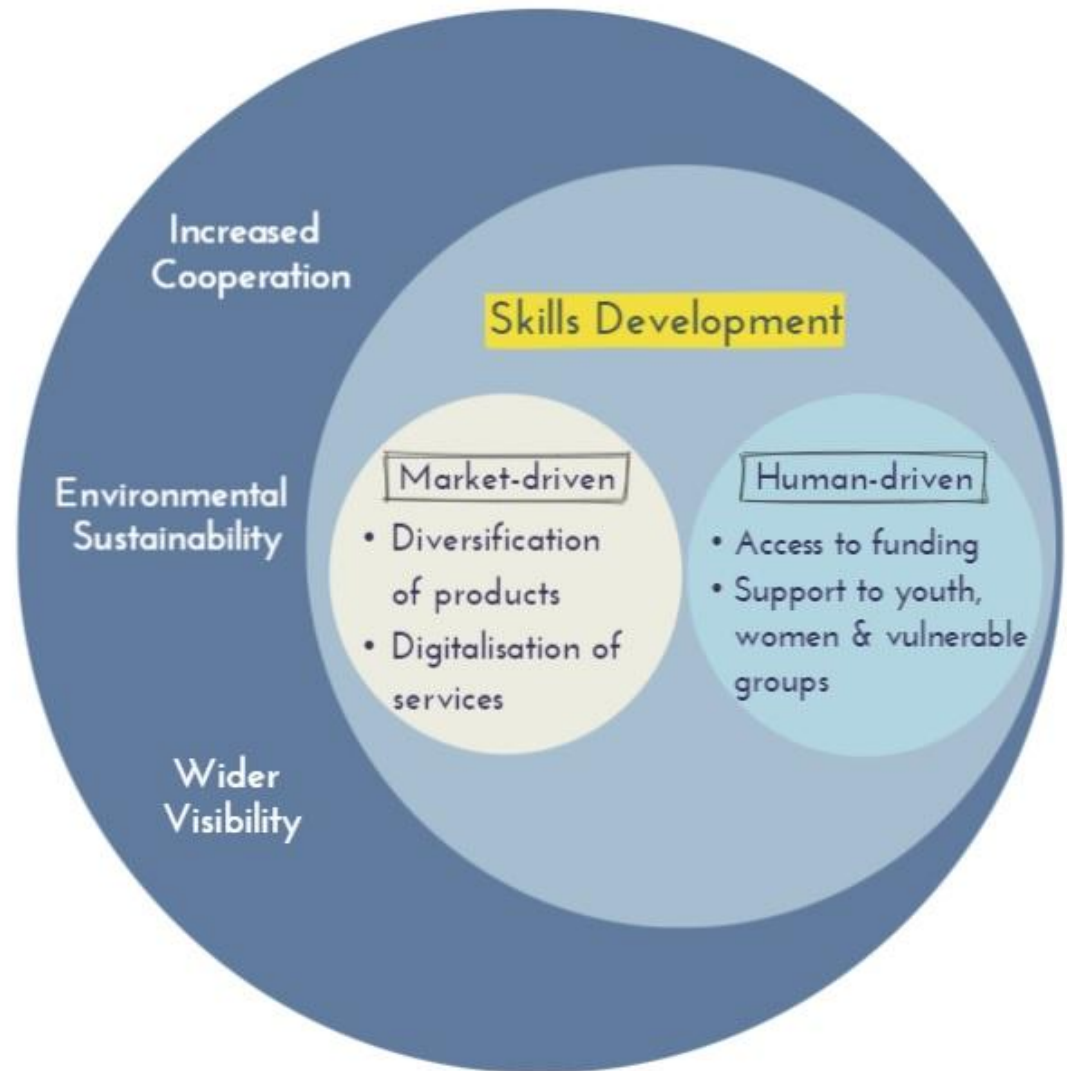 Increased
Cooperation
Environmental
Sustainability
Wider
Visibility
Skills Development
Market-driven
• Diversification
of products
• Digitalisation of
services
Human-driven
• Access to funding
• Support to youth,
women & vulnerable
groups